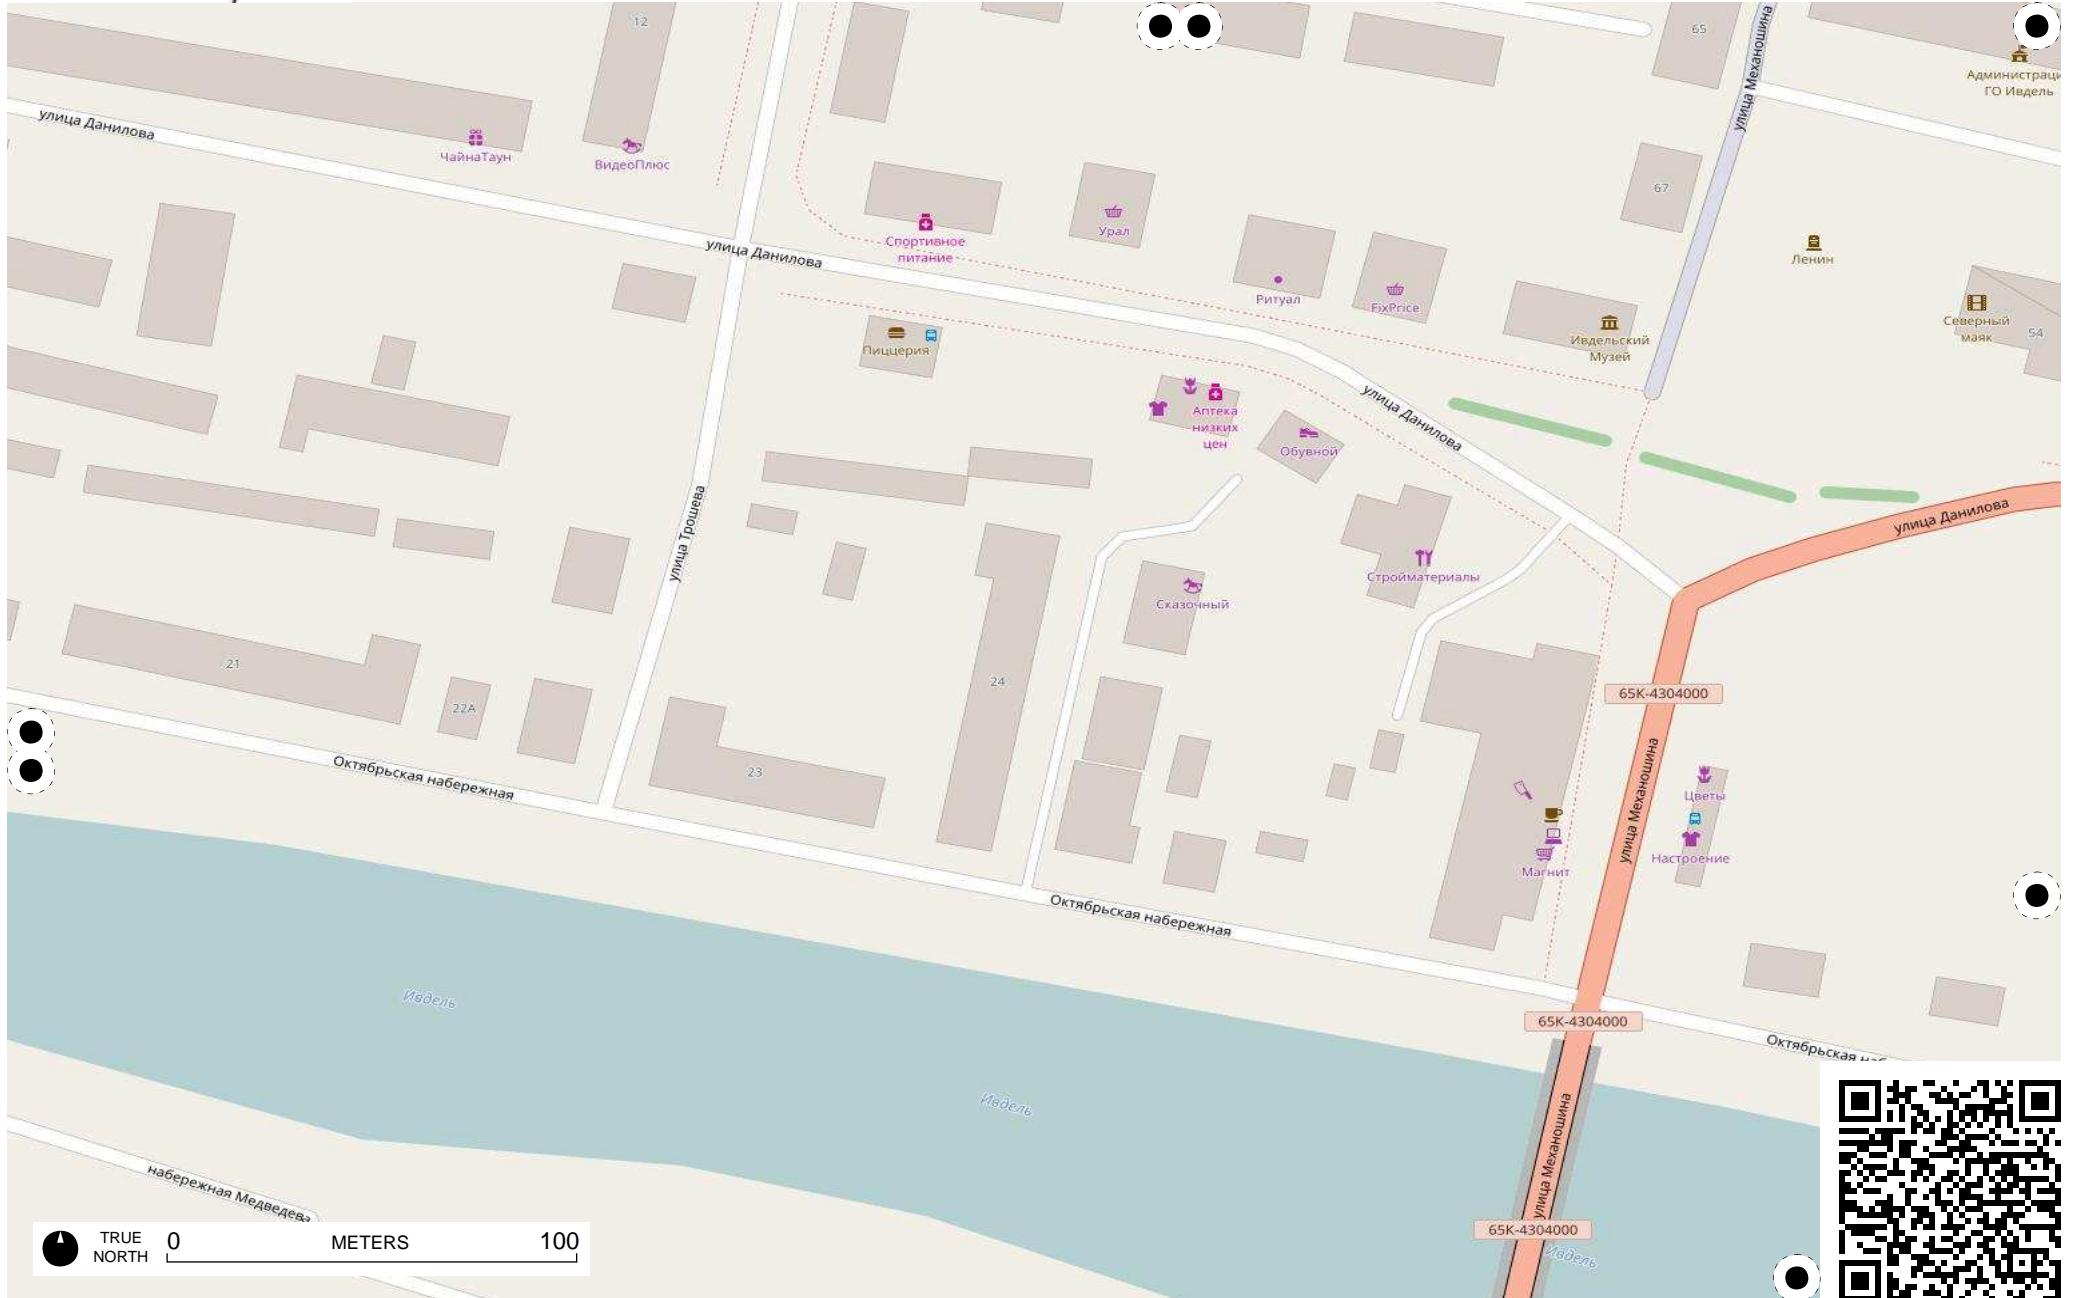 12
65
улица Механошина
Администраци
ГО Ивдель
улица Данилова
ЧайнаТаун
ВидеоПлюс
67
Спортивное
питание
Урал
улица Данилова
Ленин
Ритуал
FixPrice
Ивдельский
Музей
Северный
маяк
54
Пиццерия
Аптека
низких
цен
Обувной
улица Данилова
улица Данилова
улица Трошева
Стройматериалы
Сказочный
21
22А
24
23
65К-4304000
Октябрьская набережная
улица Механошина
Цветы
Настроение
Магнит
Октябрьская набережная
Ивдель
65К-4304000
Октябрьская наб
Ивдель
улица Механошина
набережная Медведева
65К-4304000
Ивдель
TRUE
NORTH
0 METERS 100